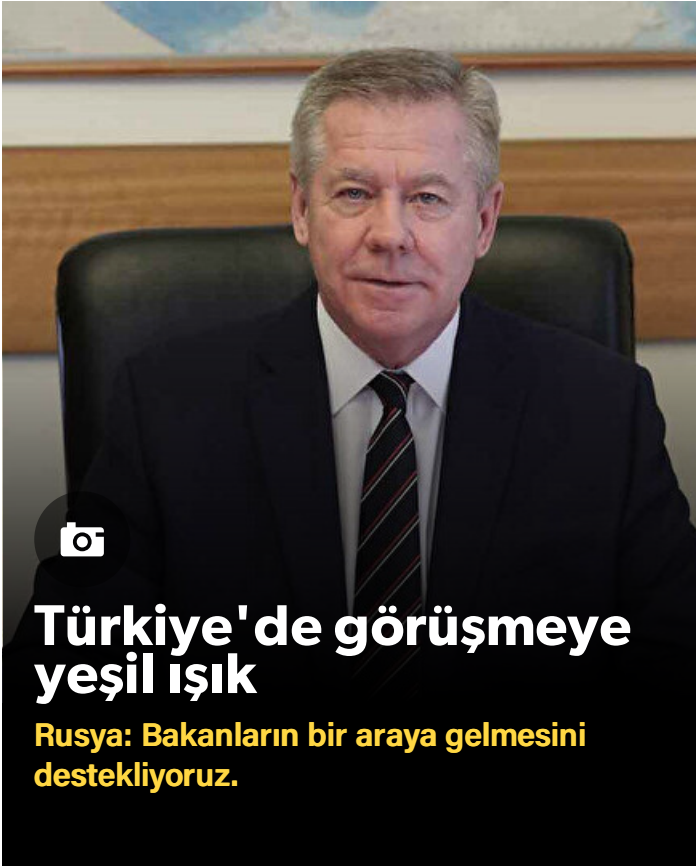 Türkiye'de görüşmeye
yeşil ışık
Rusya: Bakanların bir araya gelmesini
destekliyoruz.